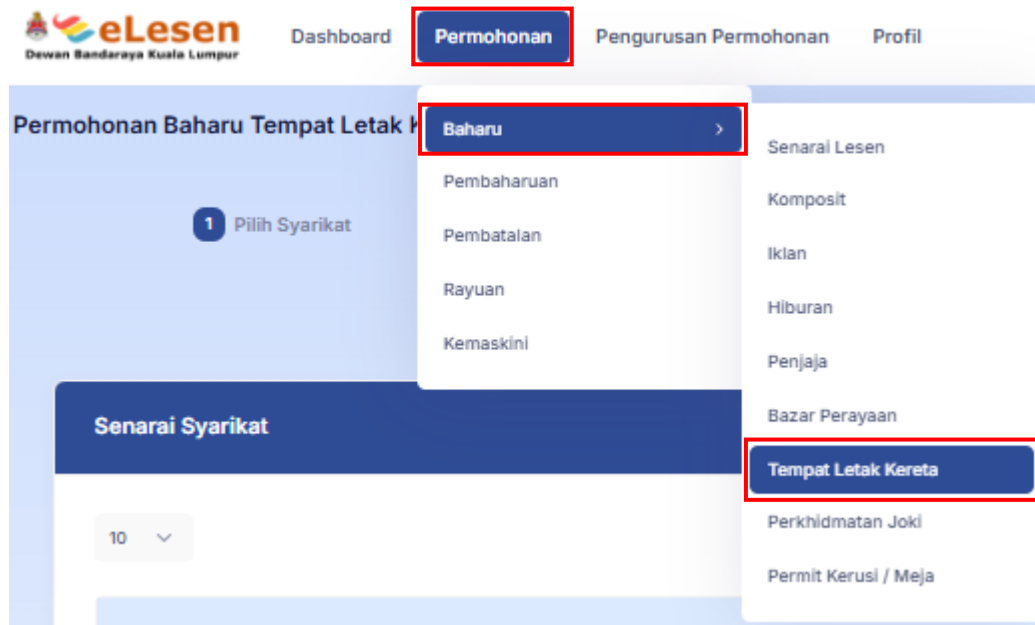 eLesen
Dewan Bandaraya Kuala Lumpur
Dashboard
Permohonan
Pengurusan Permohonan
Profil
Permohonan Baharu Tempat Letak
Baharu
Senarai Lesen
Pembaharuan
Komposit
1 Pilih Syarikat
Pembatalan
Iklan
Rayuan
Hiburan
Kemaskini
Penjaja
Senarai Syarikat
Bazar Perayaan
Tempat Letak Kereta
10
Perkhidmatan Joki
Permit Kerusi / Meja